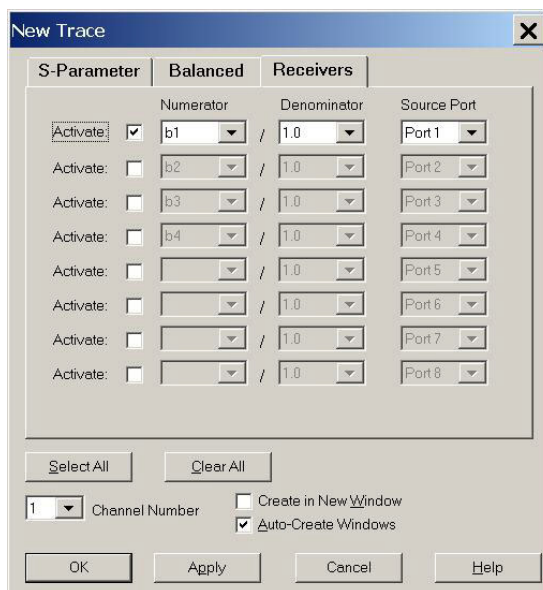 New Trace
S-Parameter Balanced Receivers
Numerator Denominator Source Port
Activate: b1 / 1.0 Port 1
Activate: b2 / 1.0 Port 2
Activate: b3 / 1.0 Port 3
Activate: b4 / 1.0 Port 4
Activate: / 1.0 Port 5
Activate: / 1.0 Port 6
Activate: / 1.0 Port 7
Activate: / 1.0 Port 8
Select All Clear All
1 Channel Number
Create in New Window
Auto-Create Windows
OK Apply Cancel Help